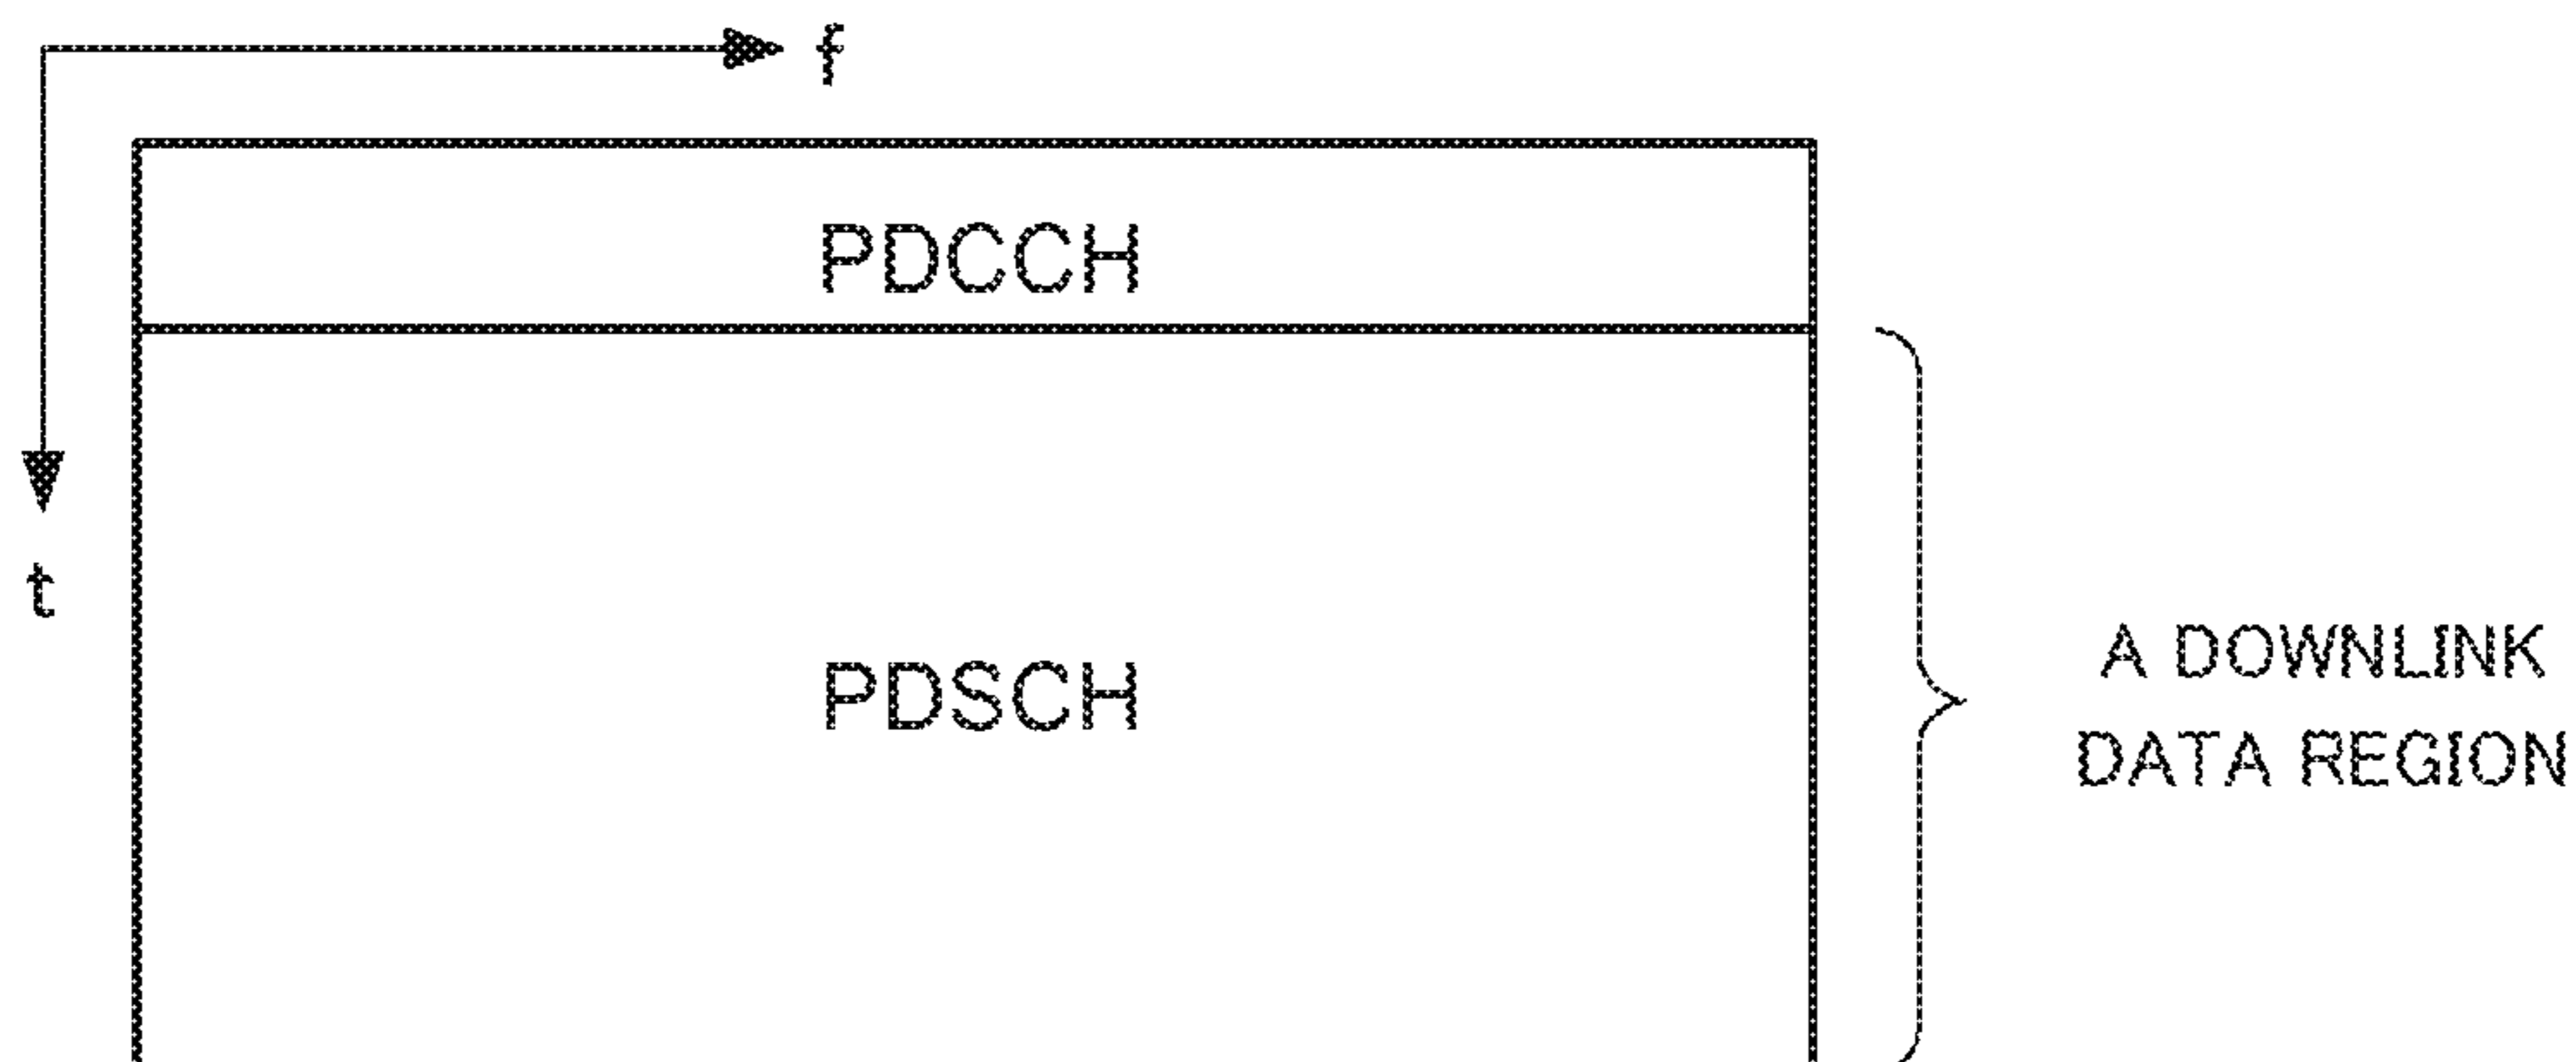 f
PDCCH
t
PDSCH
A DOWNLINK
DATA REGION